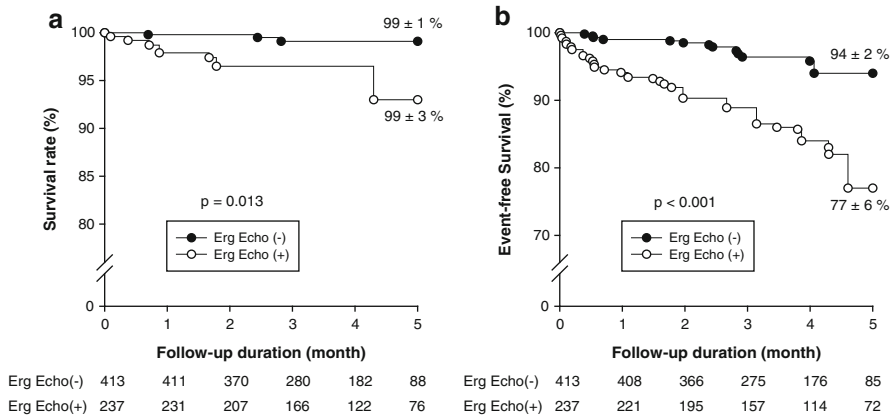 a
Survival rate (%)
100
95
90
85
80
0
99 ± 1 %
99 ± 3 %
p = 0.013
Erg Echo (-)
Erg Echo (+)
0 1 2 3 4 5
Follow-up duration (month)
Erg Echo(-) 413 411 370 280 182 88
Erg Echo(+) 237 231 207 166 122 76
b
Event-free Survival (%)
100
90
80
70
0
94 ± 2 %
77 ± 6 %
p < 0.001
Erg Echo (-)
Erg Echo (+)
0 1 2 3 4 5
Follow-up duration (month)
Erg Echo(-) 413 408 366 275 176 85
Erg Echo(+) 237 221 195 157 114 72